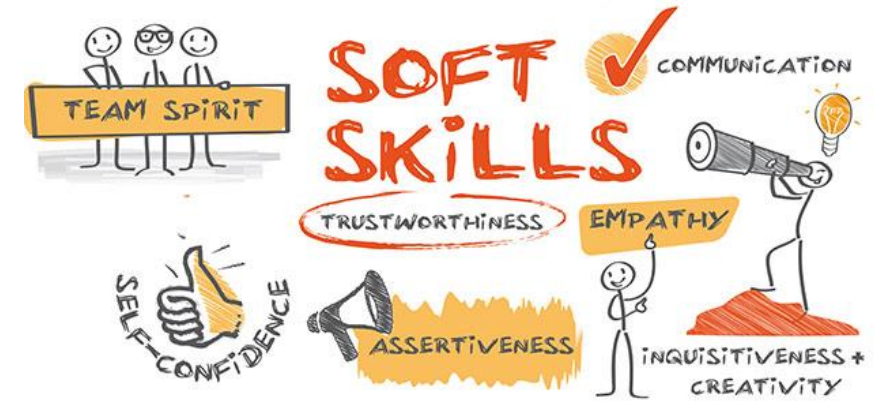 TEAM SPIRIT
SOFT
SKILLS
COMMUNICATION
TRUSTWORTHINESS
EMPATHY
SELF-CONFIDENCE
ASSERTIVENESS
INQUISITIVENESS +
CREATIVITY